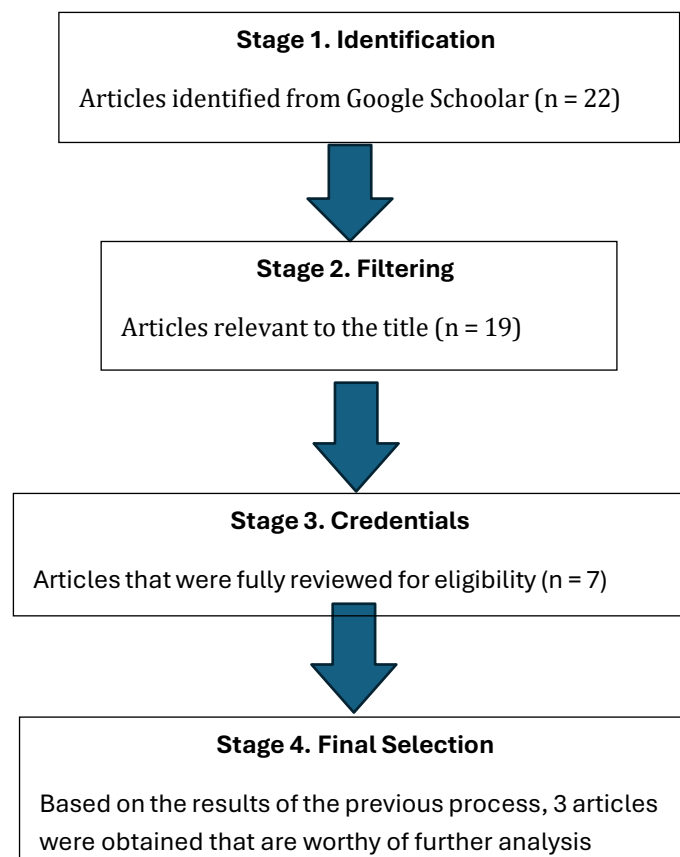 Stage 1. Identification
Articles identified from Google Schoolar (n = 22)
Stage 2. Filtering
Articles relevant to the title (n = 19)
Stage 3. Credentials
Articles that were fully reviewed for eligibility (n = 7)
Stage 4. Final Selection
Based on the results of the previous process, 3 articles
were obtained that are worthy of further analysis